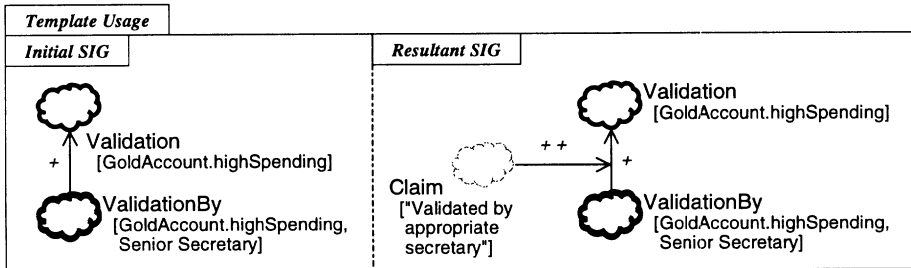 Template Usage
Initial SIG
Validation
[GoldAccount.highSpending]
+
ValidationBy
[GoldAccount.highSpending,
Senior Secretary]
Resultant SIG
Validation
[GoldAccount.highSpending]
+ +
+
Claim
["Validated by
appropriate
secretary"]
ValidationBy
[GoldAccount.highSpending,
Senior Secretary]